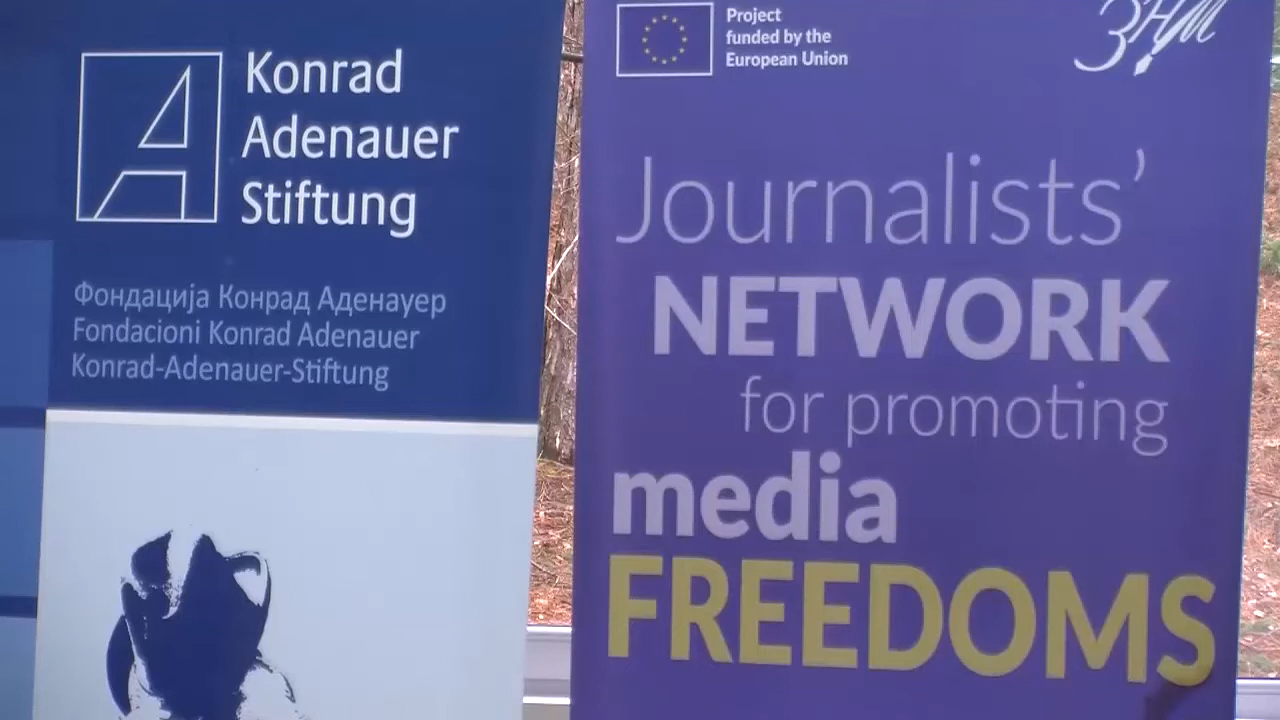 Konrad
Adenauer
Stiftung
Фондација Конрад Аденауер
Fondacioni Konrad Adenauer
Konrad-Adenauer-Stiftung
Project
funded by the
European Union
ЗНМ
Journalists'
NETWORK
for promoting
media
FREEDOMS